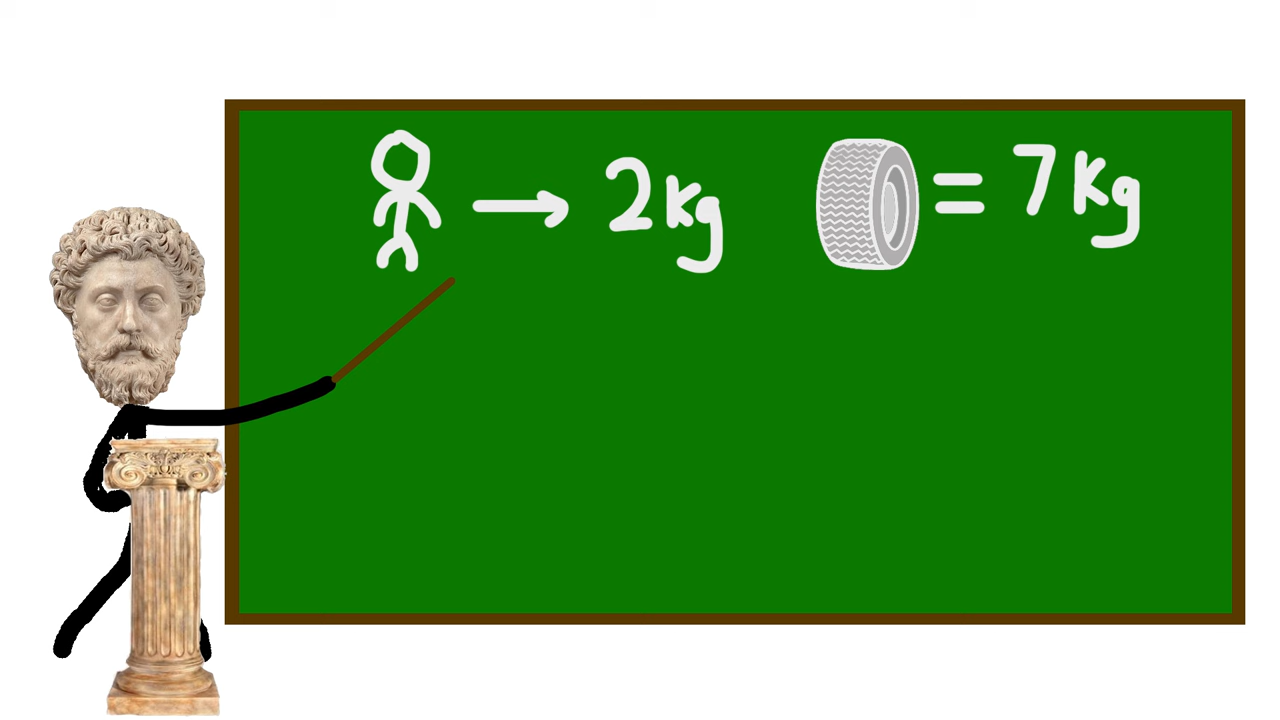 → 2kg = 7kg